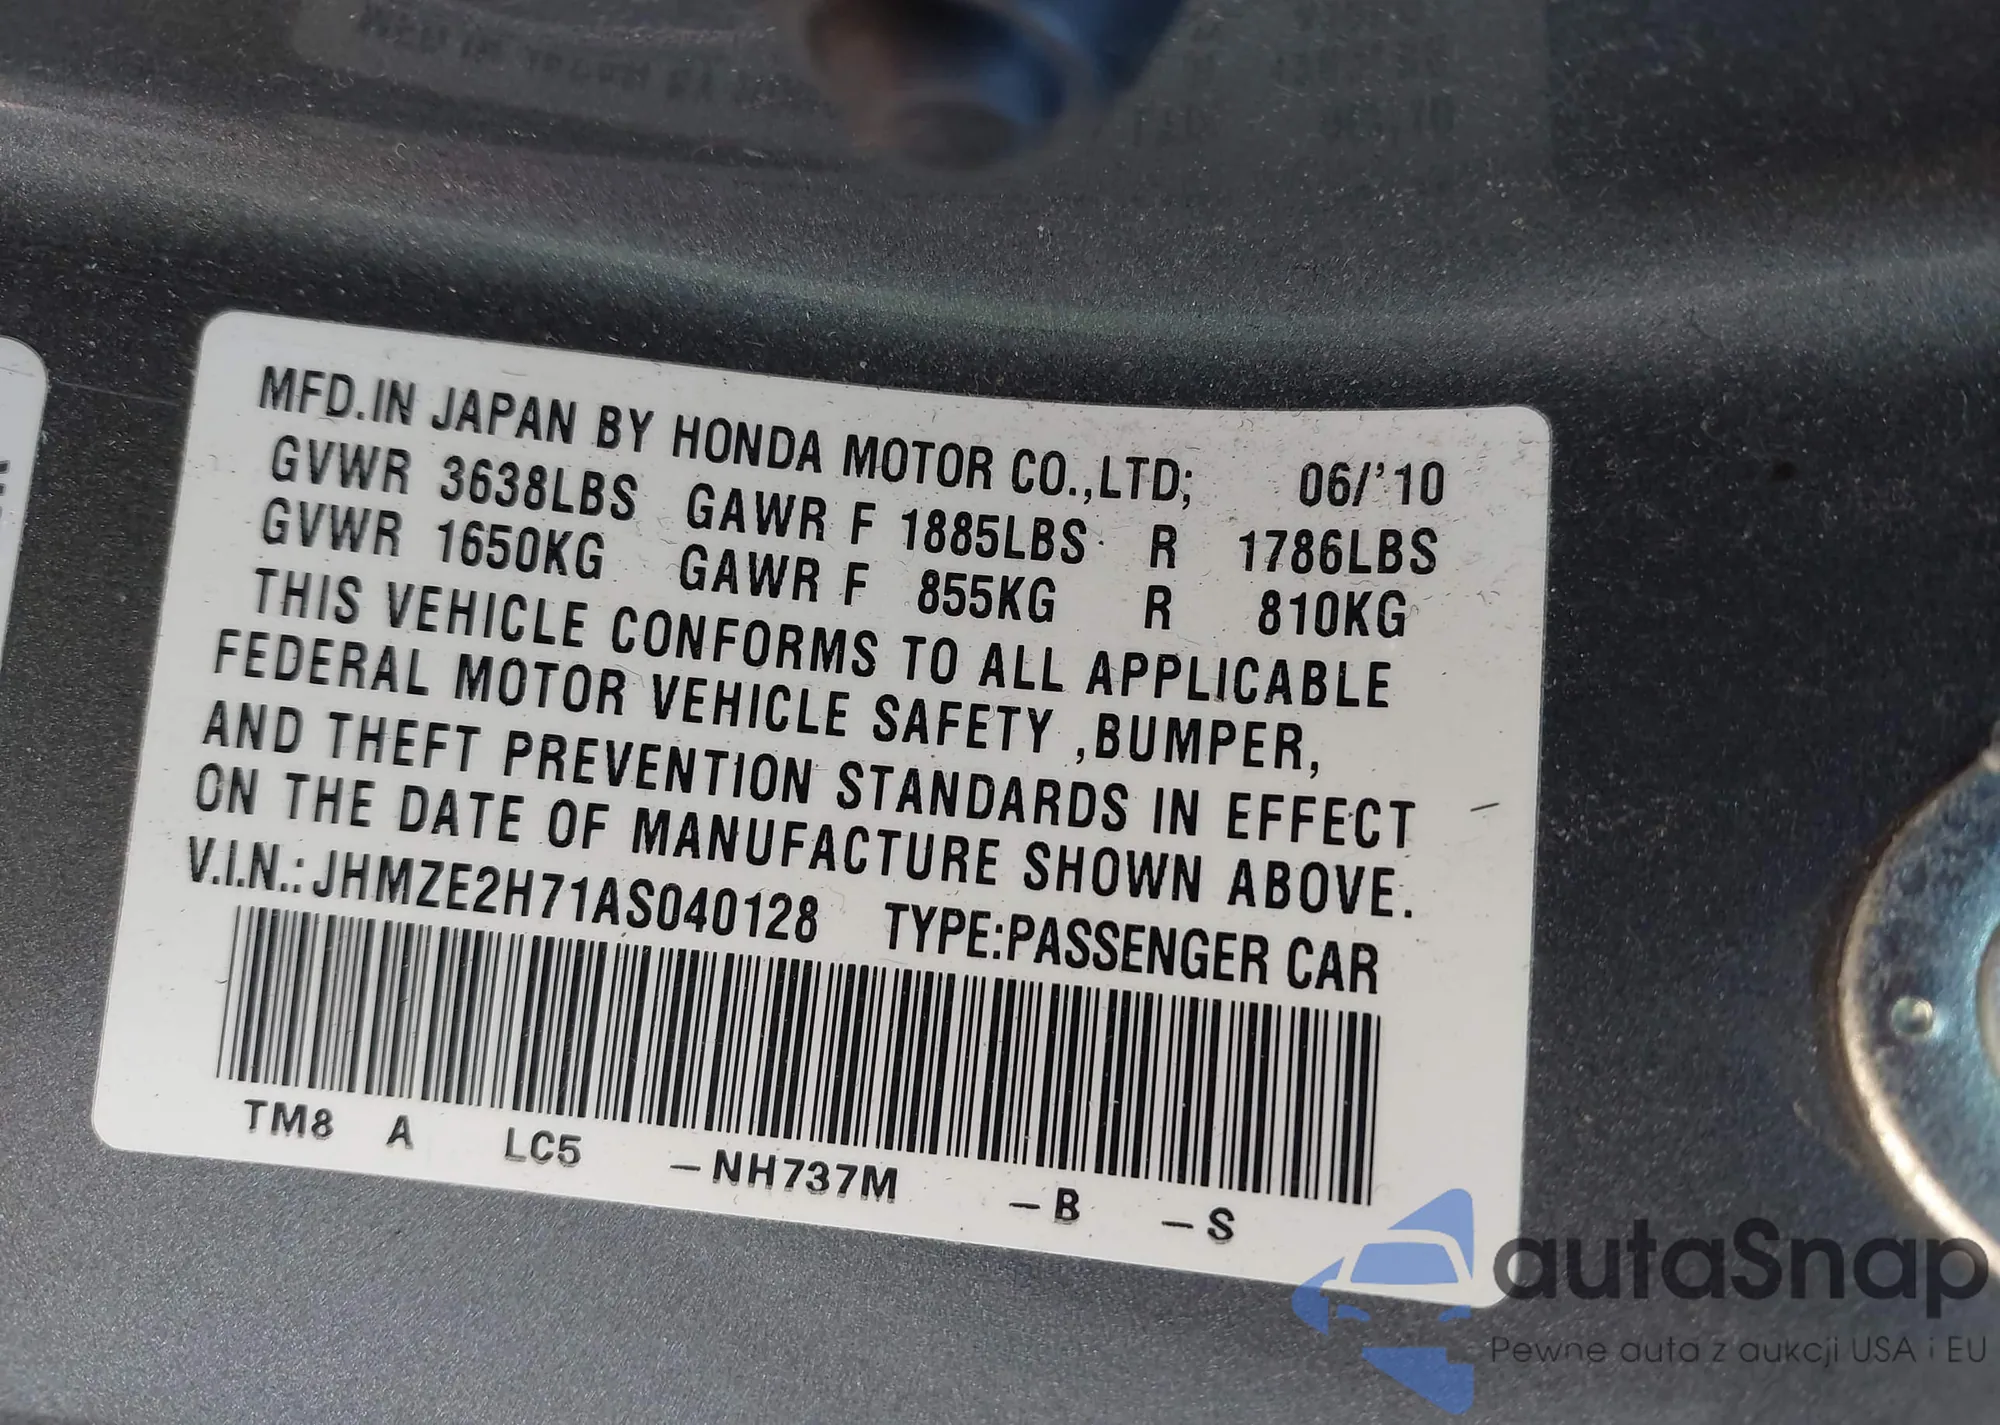 MFD.IN JAPAN BY HONDA MOTOR CO.,LTD; 06/'10
GVWR 3638LBS GAWR F 1885LBS R 1786LBS
GVWR 1650KG GAWR F 855KG R 810KG
THIS VEHICLE CONFORMS TO ALL APPLICABLE
FEDERAL MOTOR VEHICLE SAFETY ,BUMPER,
AND THEFT PREVENTION STANDARDS IN EFFECT
ON THE DATE OF MANUFACTURE SHOWN ABOVE.
V.I.N.:JHMZE2H71AS040128 TYPE:PASSENGER CAR
TM8 A LC5 -NH737M -B -S
autaSnap
Pewne auta z aukcji USA i EU